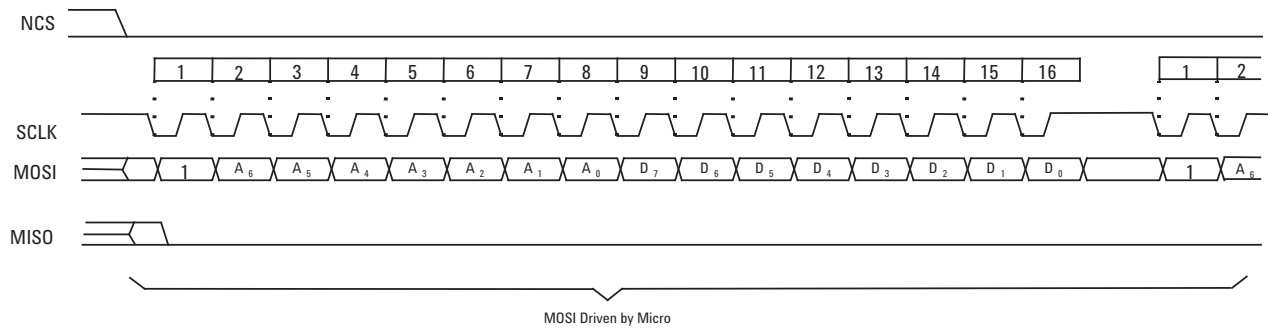 NCS
1 2 3 4 5 6 7 8 9 10 11 12 13 14 15 16 1 2
SCLK
MOSI 1 A6 A5 A4 A3 A2 A1 A0 D7 D6 D5 D4 D3 D2 D1 D0 1 A6
MISO
MOSI Driven by Micro